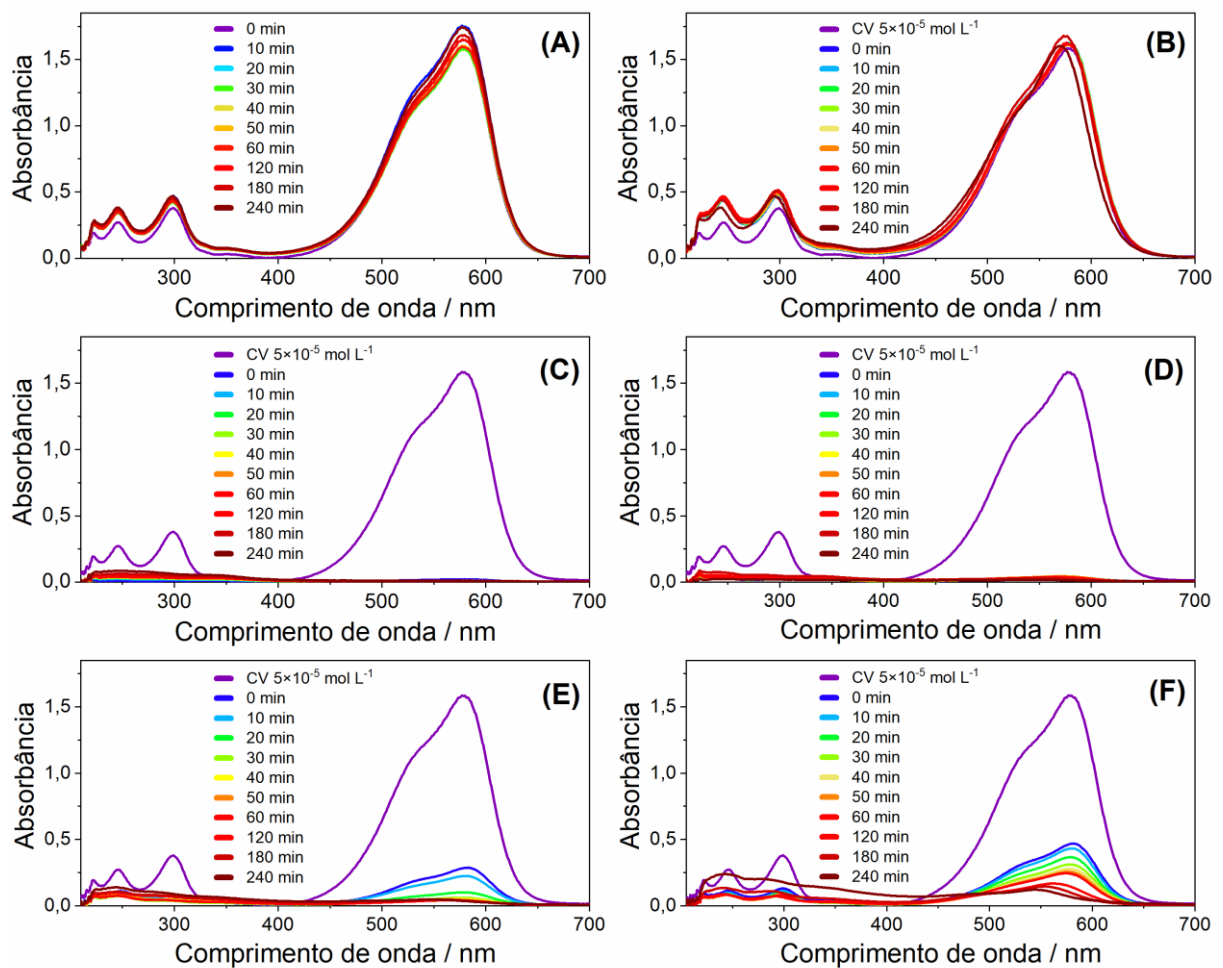 (A)
0 min
10 min
20 min
30 min
40 min
50 min
60 min
120 min
180 min
240 min
Absorbância
1,5
1,0
0,5
0,0
300 400 500 600 700
Comprimento de onda / nm
(B)
CV 5×10⁻⁵ mol L⁻¹
0 min
10 min
20 min
30 min
40 min
50 min
60 min
120 min
180 min
240 min
Absorbância
1,5
1,0
0,5
0,0
300 400 500 600 700
Comprimento de onda / nm
(C)
CV 5×10⁻⁵ mol L⁻¹
0 min
10 min
20 min
30 min
40 min
50 min
60 min
120 min
180 min
240 min
Absorbância
1,5
1,0
0,5
0,0
300 400 500 600 700
Comprimento de onda / nm
(D)
CV 5×10⁻⁵ mol L⁻¹
0 min
10 min
20 min
30 min
40 min
50 min
60 min
120 min
180 min
240 min
Absorbância
1,5
1,0
0,5
0,0
300 400 500 600 700
Comprimento de onda / nm
(E)
CV 5×10⁻⁵ mol L⁻¹
0 min
10 min
20 min
30 min
40 min
50 min
60 min
120 min
180 min
240 min
Absorbância
1,5
1,0
0,5
0,0
300 400 500 600 700
Comprimento de onda / nm
(F)
CV 5×10⁻⁵ mol L⁻¹
0 min
10 min
20 min
30 min
40 min
50 min
60 min
120 min
180 min
240 min
Absorbância
1,5
1,0
0,5
0,0
300 400 500 600 700
Comprimento de onda / nm